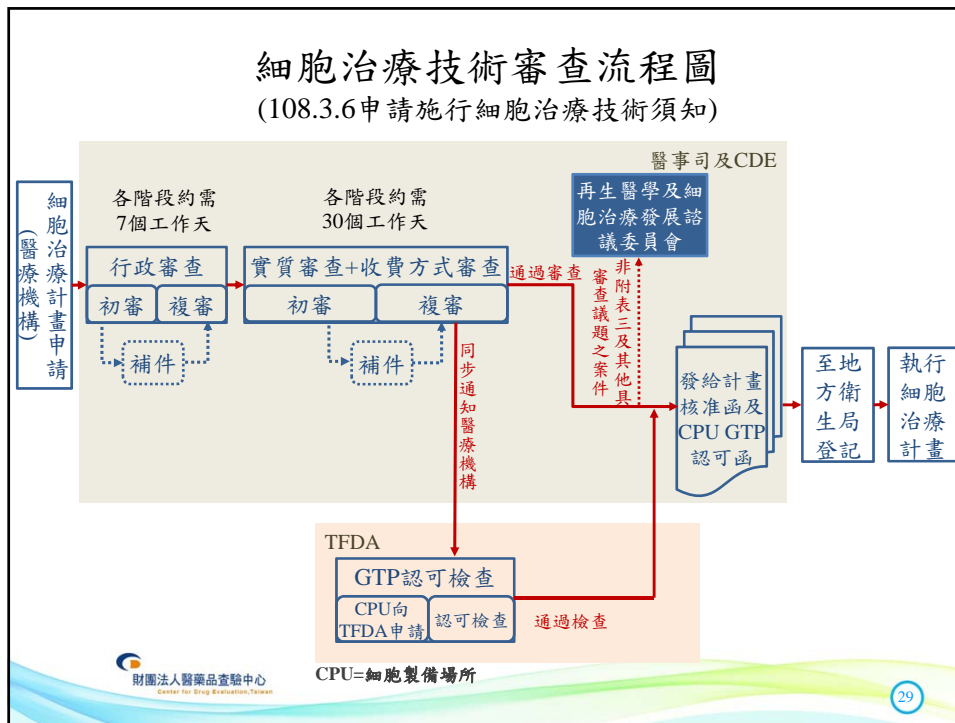 細胞治療技術審查流程圖
(108.3.6申請施行細胞治療技術須知)
醫事司及CDE
細胞治療計畫申請
(醫療機構)
各階段約需
7個工作天
行政審查
初審
複審
補件
各階段約需
30個工作天
實質審查+收費方式審查
初審
複審
補件
通過審查
再生醫學及細
胞治療發展諮
議委員會
非附表三及其他具
審查議題之案件
同步通知醫療機構
發給計畫
核准函及
CPU GTP
認可函
至地
方衛
生局
登記
執行
細胞
治療
計畫
TFDA
GTP認可檢查
CPU向
TFDA申請
認可檢查
通過檢查
CPU=細胞製備場所
財團法人醫藥品查驗中心
Center for Drug Evaluation,Taiwan
29